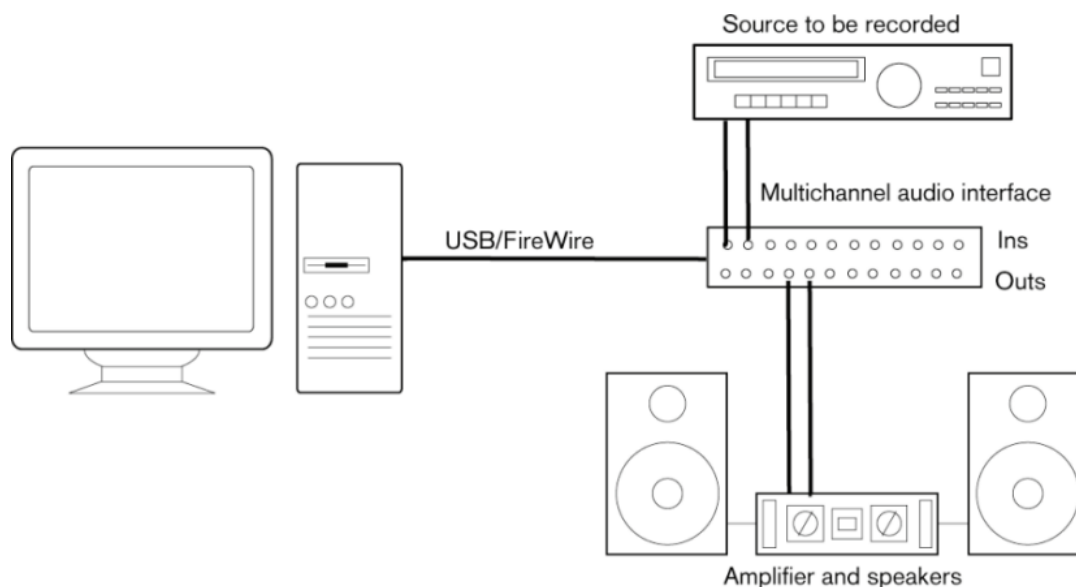 Source to be recorded
Multichannel audio interface
USB/FireWire
Ins
Outs
Amplifier and speakers